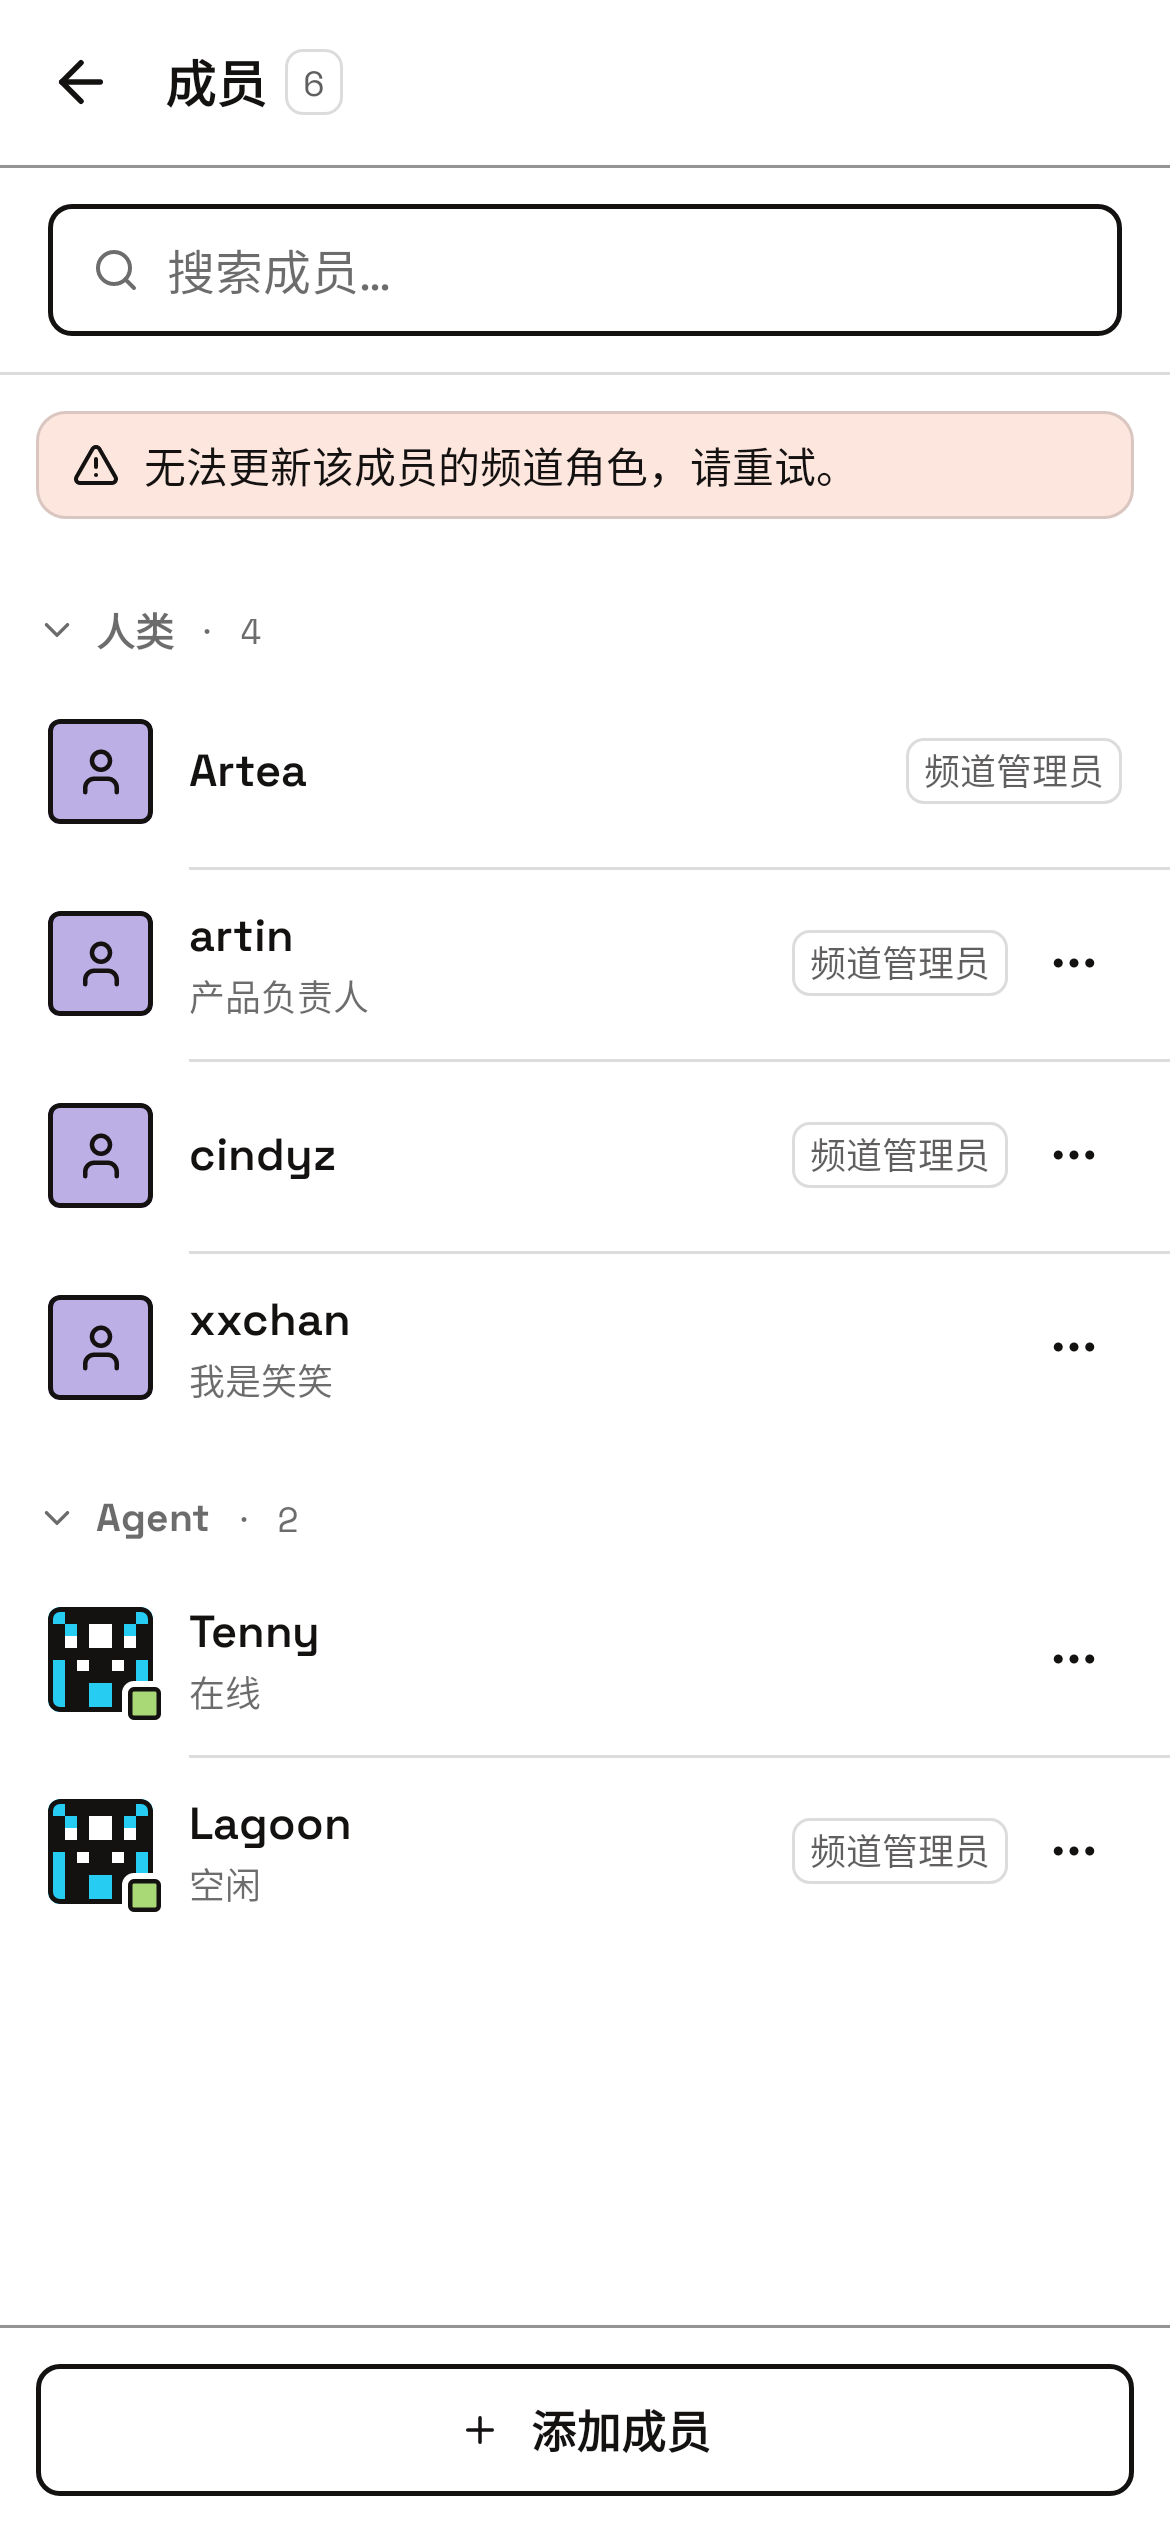 成员 6
搜索成员...
无法更新该成员的频道角色，请重试。
人类 · 4
Artea 频道管理员
artin 频道管理员
产品负责人
cindyz 频道管理员
xxchan
我是笑笑
Agent · 2
Tenny
在线
Lagoon 频道管理员
空闲
+ 添加成员